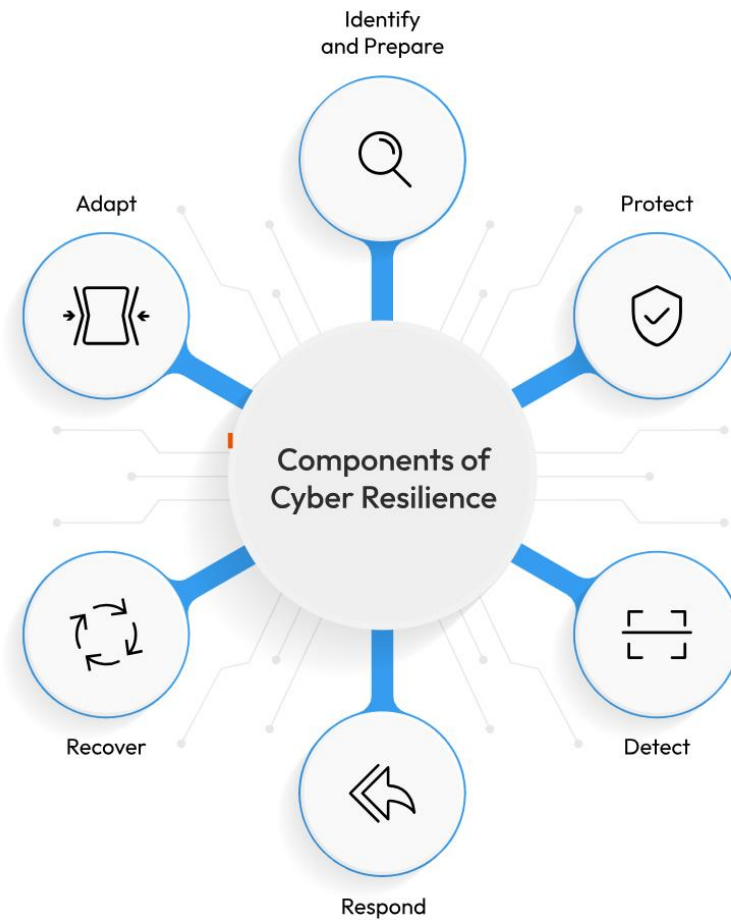 Identify
and Prepare
Adapt
Protect
Components of
Cyber Resilience
Recover
Detect
Respond